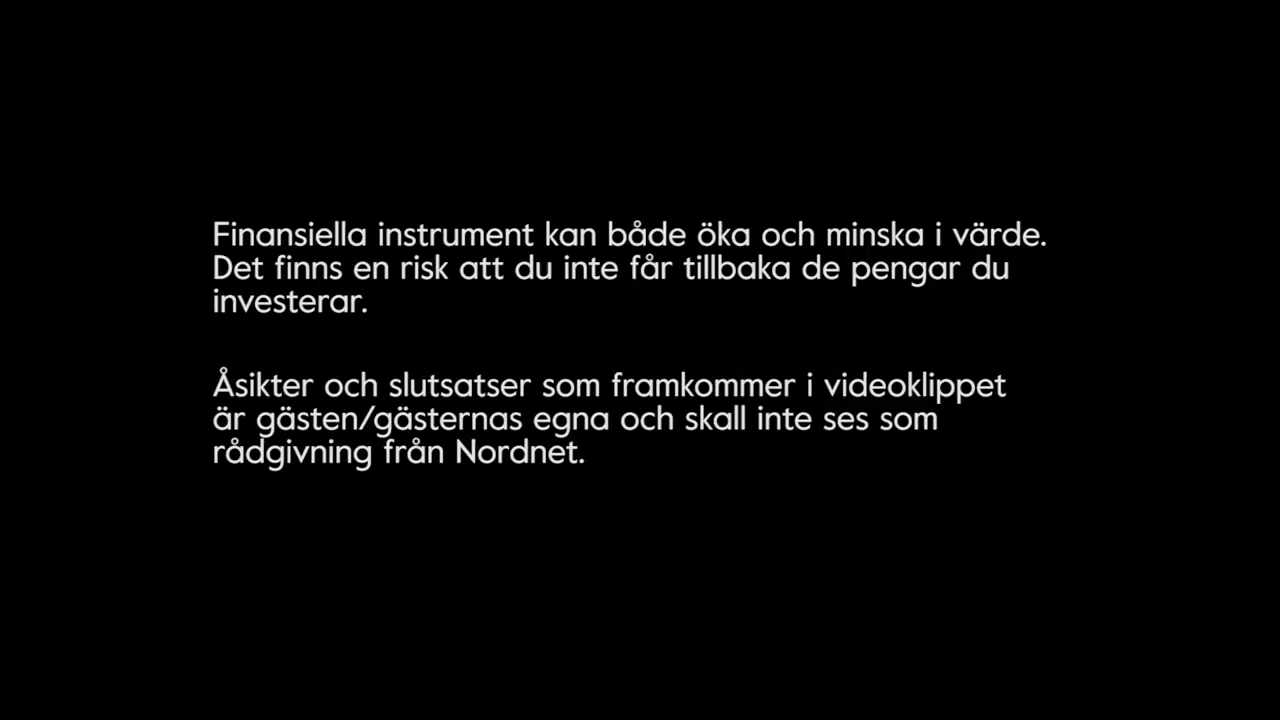 Finansiella instrument kan både öka och minska i värde.
Det finns en risk att du inte får tillbaka de pengar du
investerar.
Åsikter och slutsatser som framkommer i videoklippet
är gästen/gästernas egna och skall inte ses som
rådgivning från Nordnet.